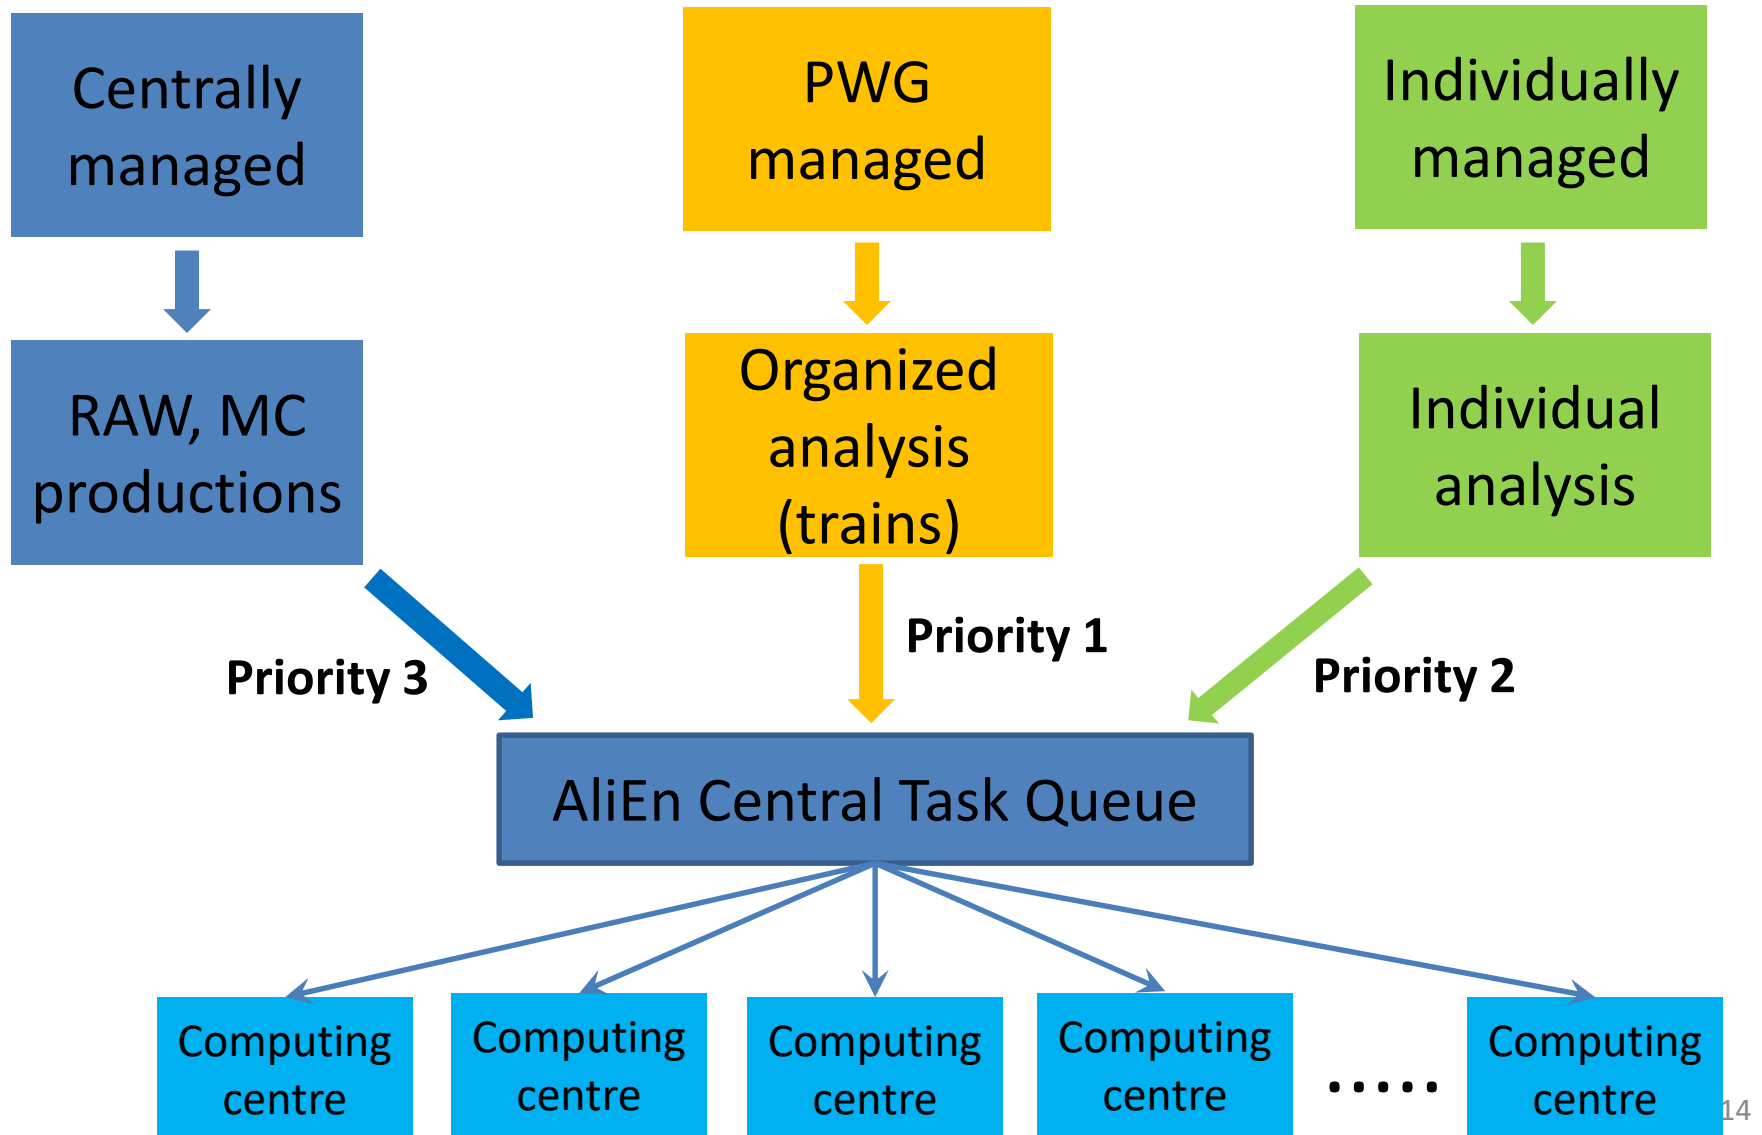 Centrally
managed
PWG
managed
Individually
managed
RAW, MC
productions
Organized
analysis
(trains)
Individual
analysis
Priority 3
Priority 1
Priority 2
AliEn Central Task Queue
Computing
centre
Computing
centre
Computing
centre
Computing
centre
.....
Computing
centre
14